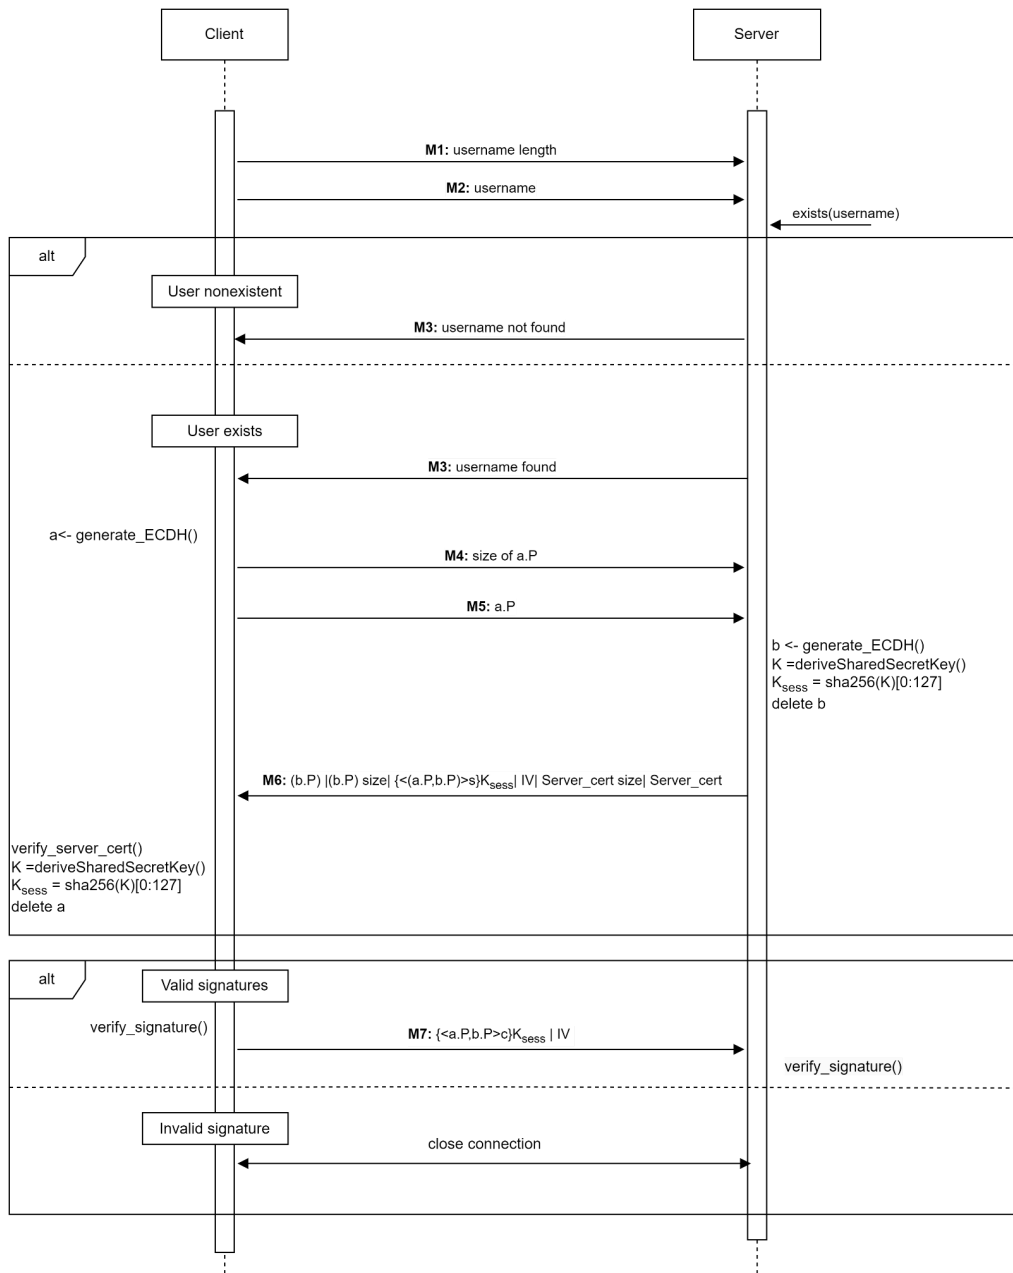 Client
Server
M1: username length
M2: username
exists(username)
alt
User nonexistent
M3: username not found
User exists
M3: username found
a<- generate_ECDH()
M4: size of a.P
M5: a.P
b <- generate_ECDH()
K =deriveSharedSecretKey()
Ksess = sha256(K)[0:127]
delete b
M6: (b.P) |(b.P) size| {<(a.P,b.P)>s}Ksess| IV| Server_cert size| Server_cert
verify_server_cert()
K =deriveSharedSecretKey()
Ksess = sha256(K)[0:127]
delete a
alt
Valid signatures
verify_signature()
M7: {<a.P,b.P>c}Ksess | IV
verify_signature()
Invalid signature
close connection